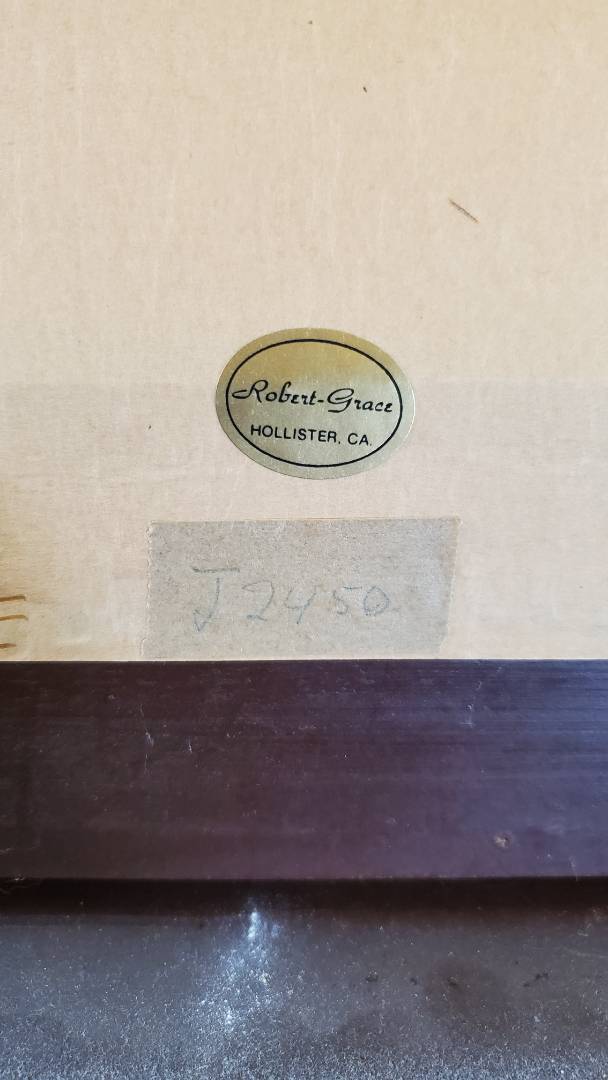 Robert-Grace
HOLLISTER, CA.
J2450